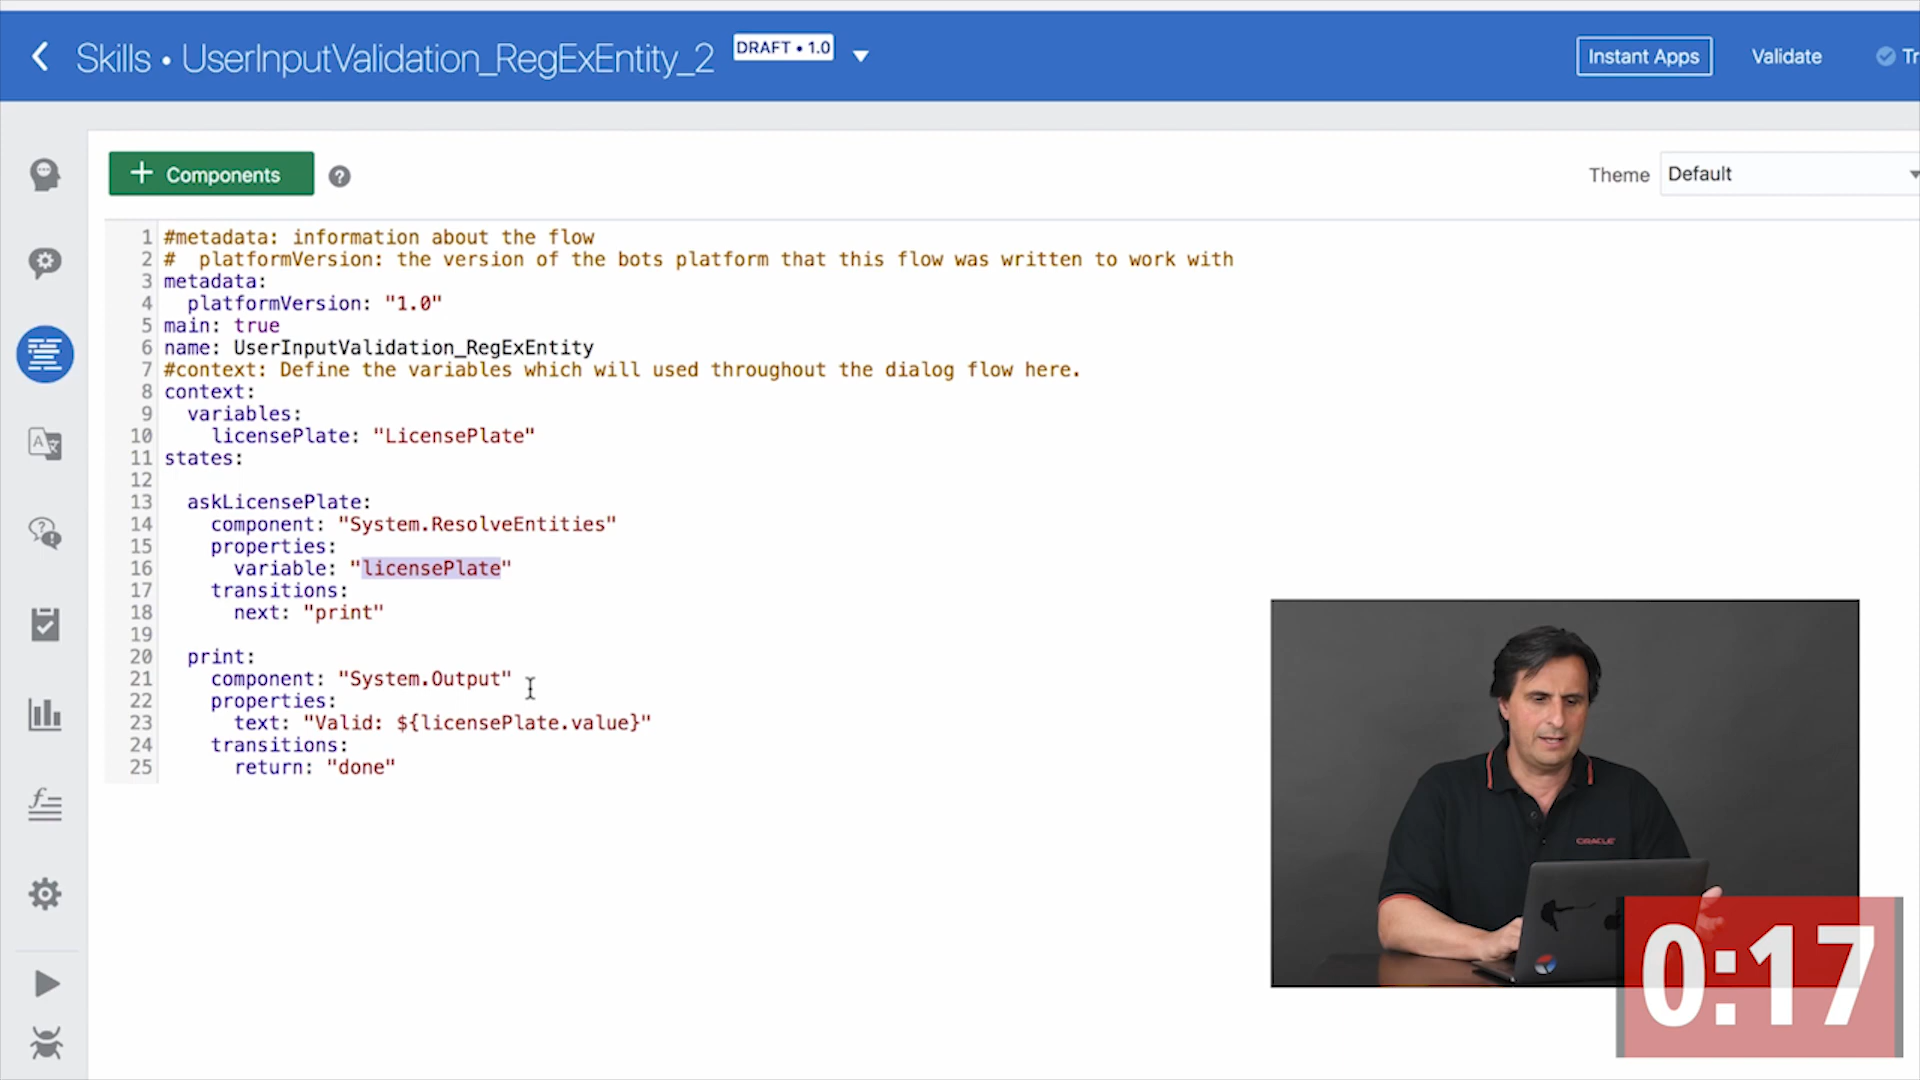 Skills • UserInputValidation_RegExEntity_2 DRAFT • 1.0 Instant Apps Validate Tr
+ Components ? Theme Default
1 #metadata: information about the flow
2 #  platformVersion: the version of the bots platform that this flow was written to work with
3 metadata:
4   platformVersion: "1.0"
5 main: true
6 name: UserInputValidation_RegExEntity
7 #context: Define the variables which will used throughout the dialog flow here.
8 context:
9   variables:
10     licensePlate: "LicensePlate"
11 states:
12
13   askLicensePlate:
14     component: "System.ResolveEntities"
15     properties:
16       variable: "licensePlate"
17     transitions:
18       next: "print"
19
20   print:
21     component: "System.Output"
22     properties:
23       text: "Valid: ${licensePlate.value}"
24     transitions:
25       return: "done"
ORACLE
0:17